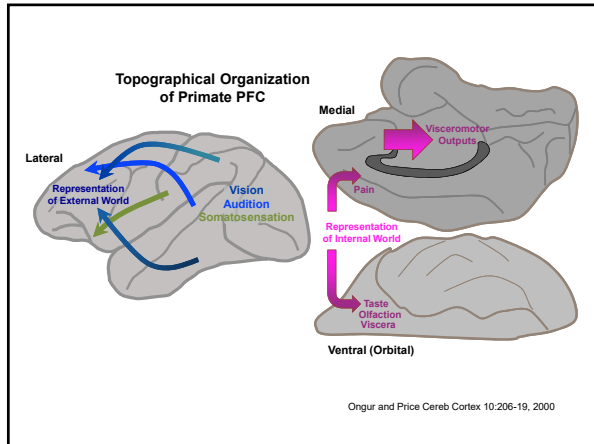 Topographical Organization
of Primate PFC
Lateral
Representation
of External World
Vision
Audition
Somatosensation
Medial
Visceromotor
Outputs
Pain
Representation
of Internal World
Taste
Olfaction
Viscera
Ventral (Orbital)
Ongur and Price Cereb Cortex 10:206-19, 2000